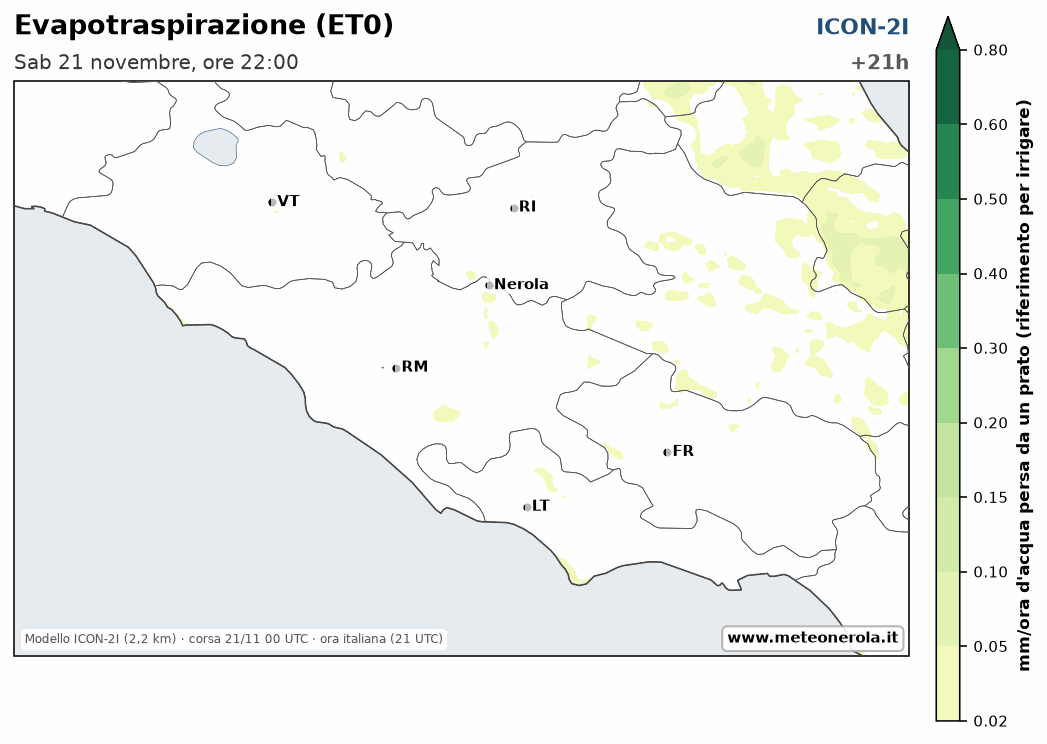 Evapotraspirazione (ET0)
ICON-2I
Sab 21 novembre, ore 22:00
+21h
VT
RI
Nerola
RM
FR
LT
Modello ICON-2I (2,2 km) · corsa 21/11 00 UTC · ora italiana (21 UTC)
www.meteonerola.it
0.80
0.60
0.50
0.40
0.30
0.20
0.15
0.10
0.05
0.02
mm/ora d'acqua persa da un prato (riferimento per irrigare)